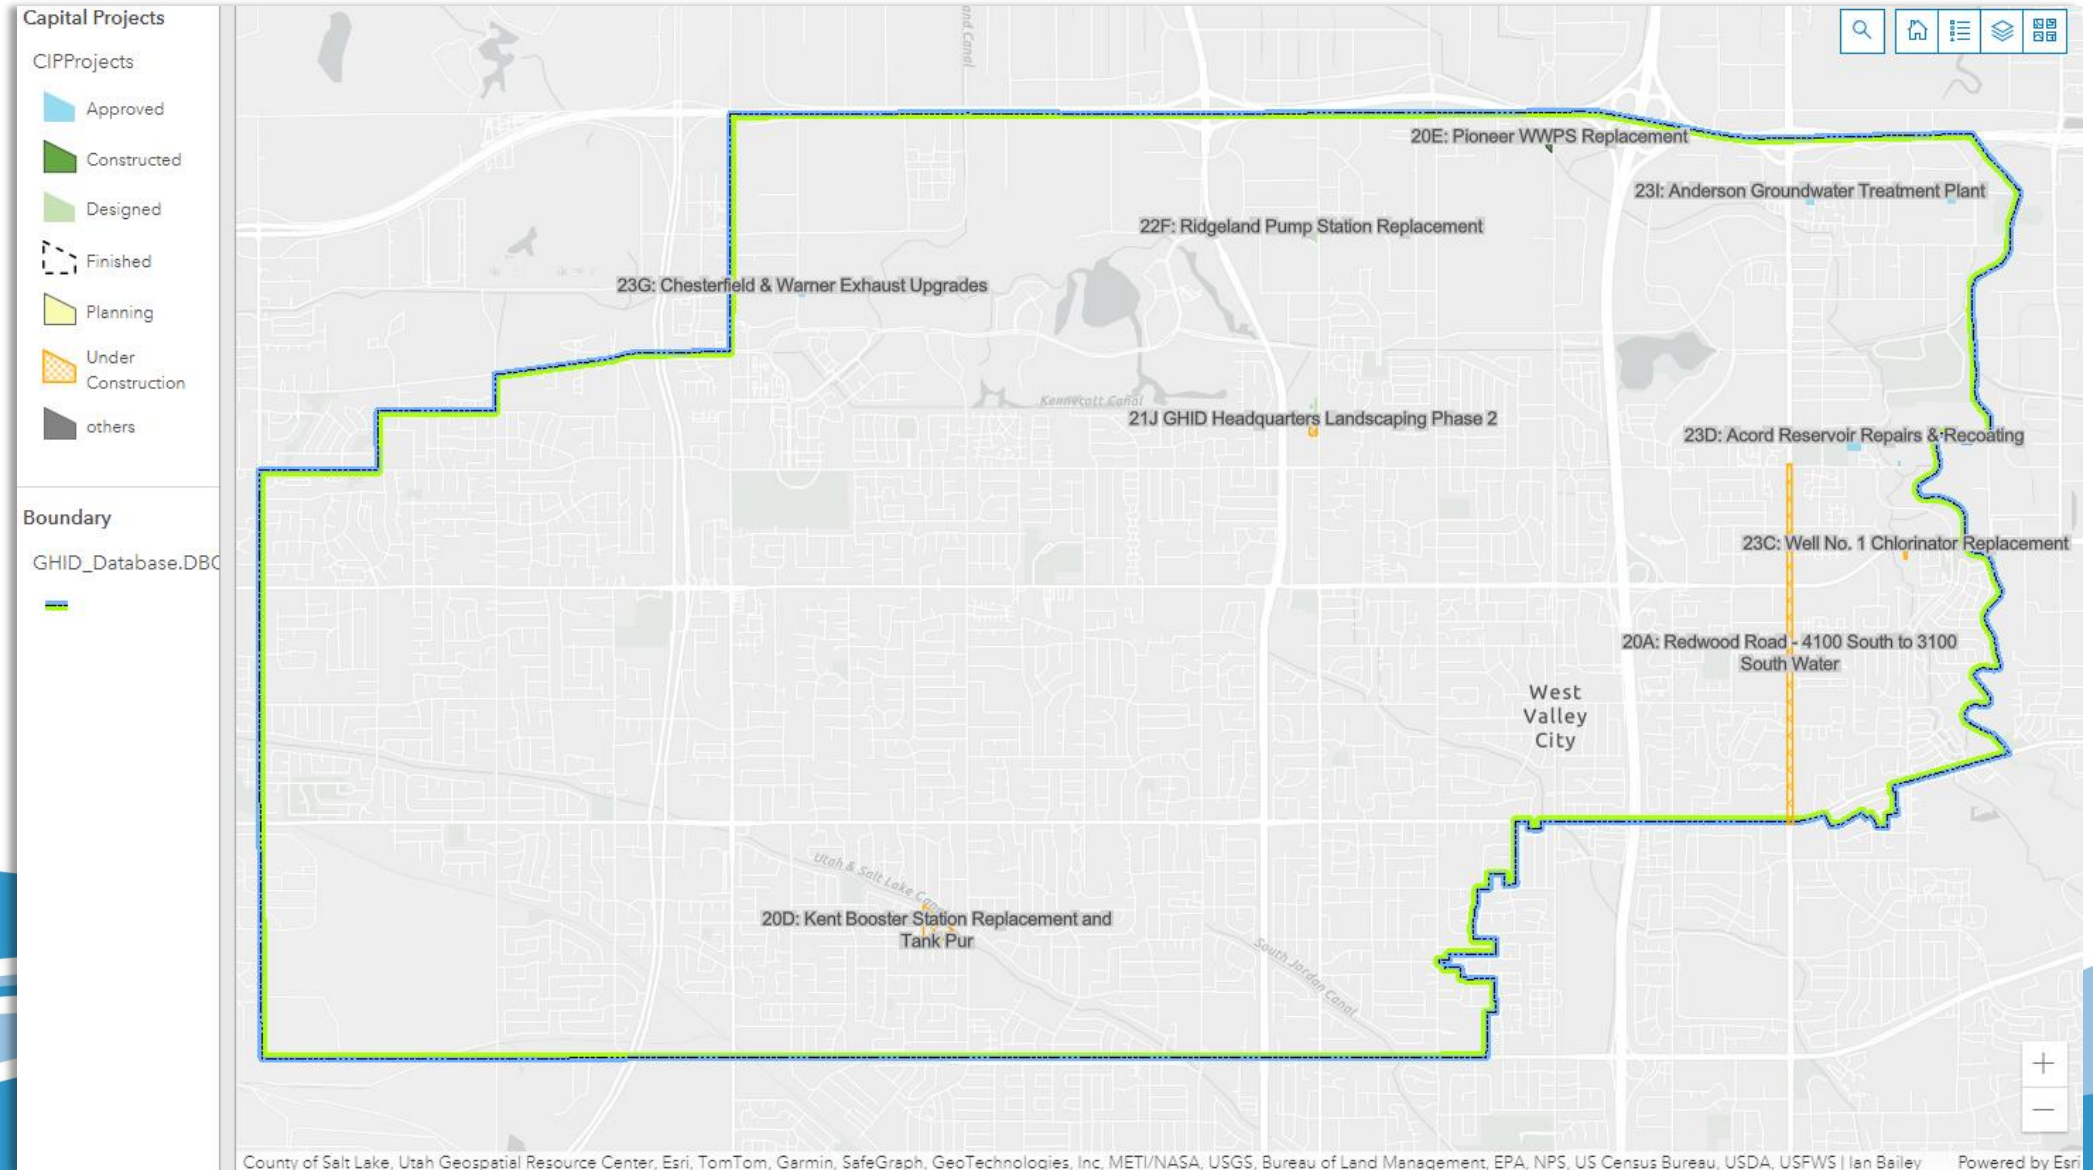 Capital Projects
CIPProjects
Approved
Constructed
Designed
Finished
Planning
Under
Construction
others
Boundary
GHID_Database.DBO
and Canal
20E: Pioneer WWPS Replacement
23I: Anderson Groundwater Treatment Plant
22F: Ridgeland Pump Station Replacement
23G: Chesterfield & Warner Exhaust Upgrades
Kennecott Canal
21J GHID Headquarters Landscaping Phase 2
23D: Acord Reservoir Repairs & Recoating
23C: Well No. 1 Chlorinator Replacement
20A: Redwood Road - 4100 South to 3100
South Water
West
Valley
City
Utah & Salt Lake Canal
20D: Kent Booster Station Replacement and
Tank Pur
South Jordan Canal
+
−
County of Salt Lake, Utah Geospatial Resource Center, Esri, TomTom, Garmin, SafeGraph, GeoTechnologies, Inc, METI/NASA, USGS, Bureau of Land Management, EPA, NPS, US Census Bureau, USDA, USFWS | Ian Bailey Powered by Esri